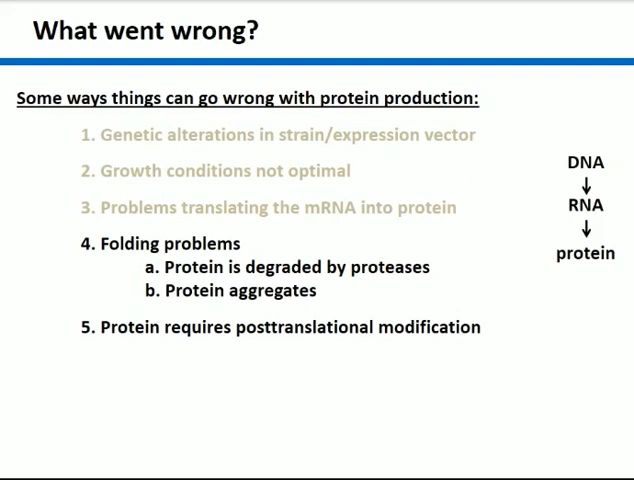 What went wrong?
Some ways things can go wrong with protein production:
1. Genetic alterations in strain/expression vector
2. Growth conditions not optimal
3. Problems translating the mRNA into protein
4. Folding problems
a. Protein is degraded by proteases
b. Protein aggregates
5. Protein requires posttranslational modification
DNA
↓
RNA
↓
protein